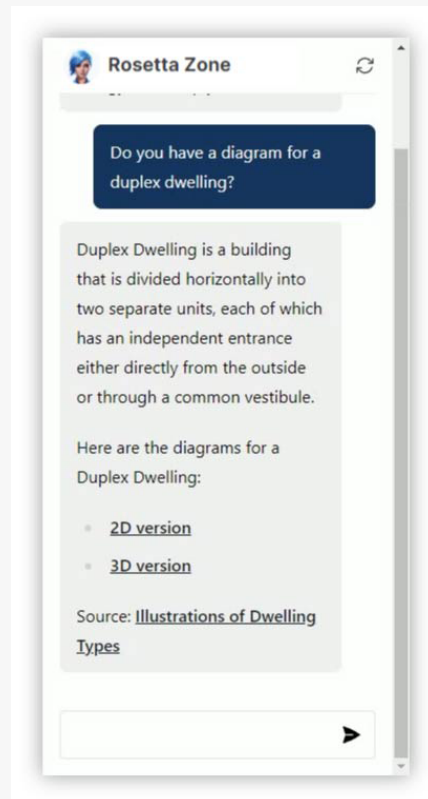 Rosetta Zone
Do you have a diagram for a
duplex dwelling?
Duplex Dwelling is a building
that is divided horizontally into
two separate units, each of which
has an independent entrance
either directly from the outside
or through a common vestibule.
Here are the diagrams for a
Duplex Dwelling:
2D version
3D version
Source: Illustrations of Dwelling
Types